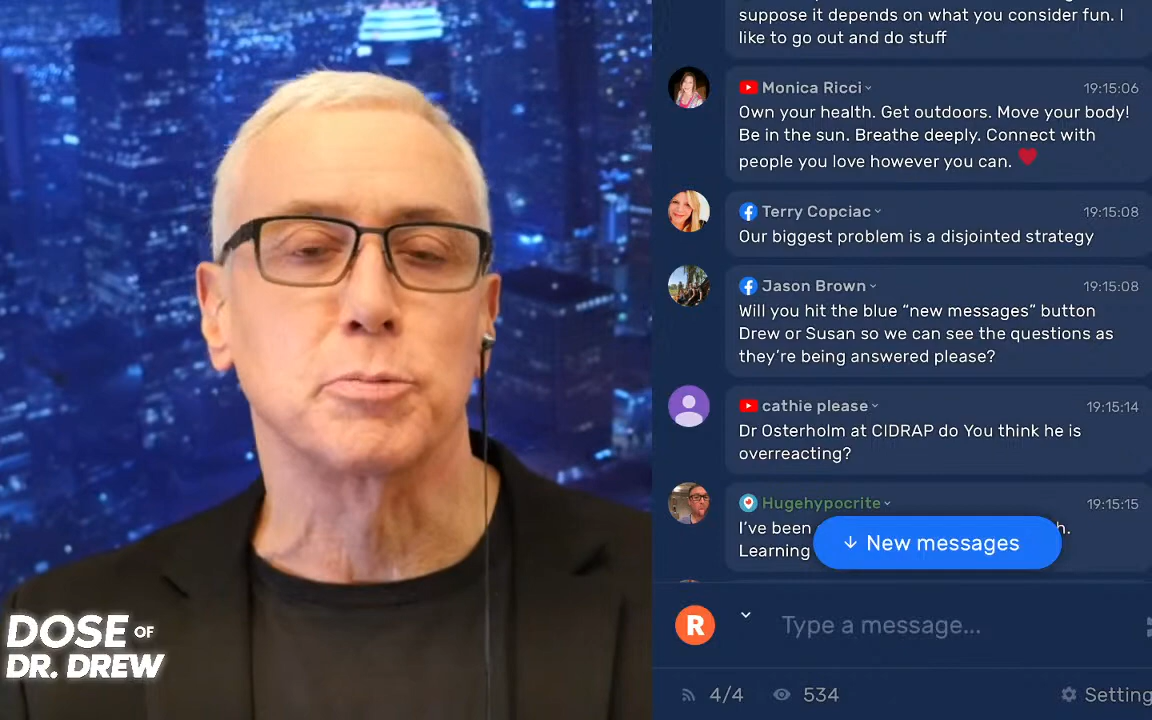 suppose it depends on what you consider fun. I
like to go out and do stuff
Monica Ricci
19:15:06
Own your health. Get outdoors. Move your body!
Be in the sun. Breathe deeply. Connect with
people you love however you can.
Terry Copciac
19:15:08
Our biggest problem is a disjointed strategy
Jason Brown
19:15:08
Will you hit the blue “new messages” button
Drew or Susan so we can see the questions as
they’re being answered please?
cathie please
19:15:14
Dr Osterholm at CIDRAP do You think he is
overreacting?
Hugehypocrite
19:15:15
I’ve been
Learning
New messages
R
Type a message...
4/4
534
Setting
DOSE OF
DR. DREW